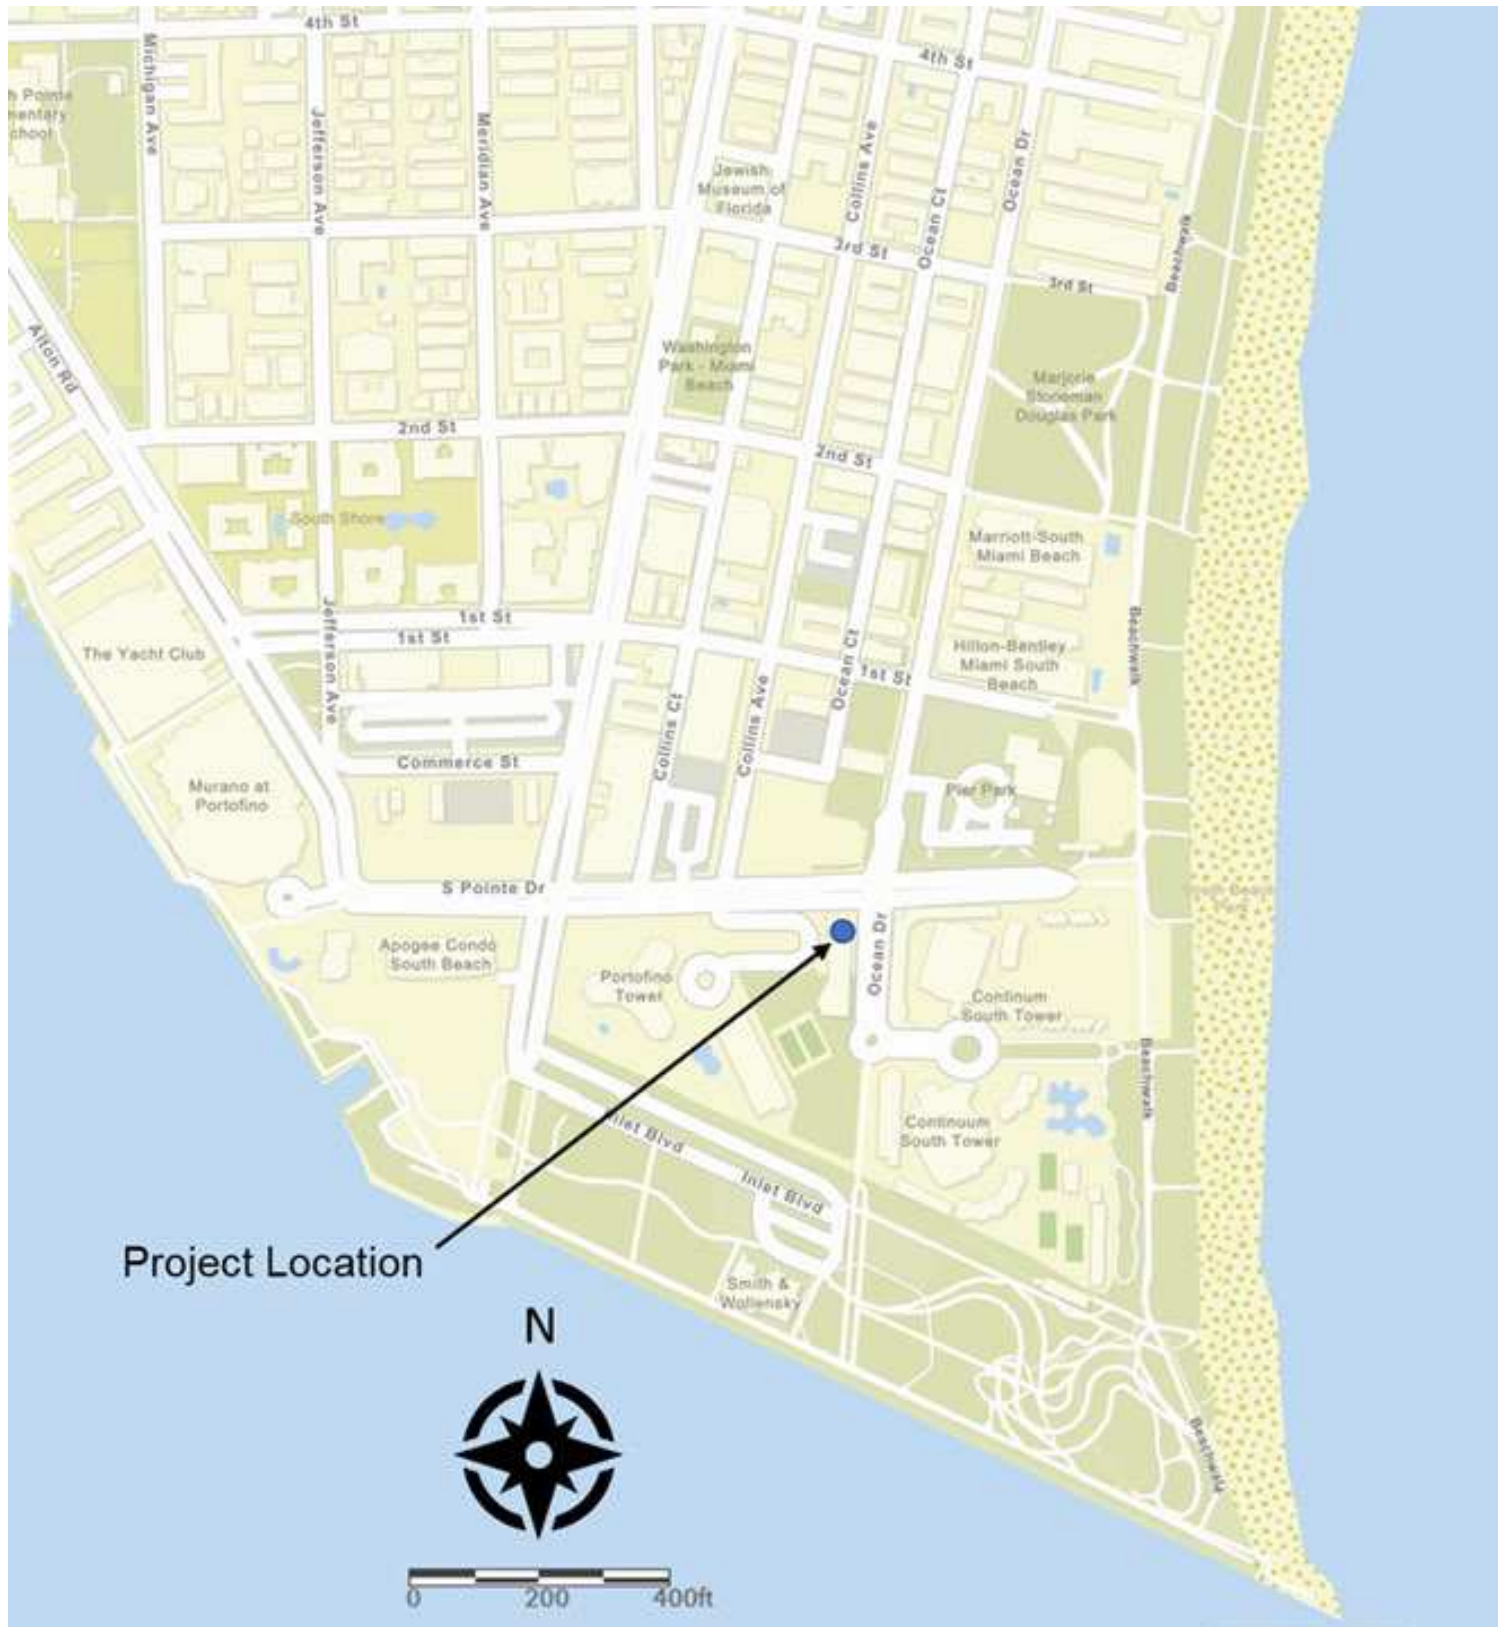 4th St
4th St
Michigan Ave
Jefferson Ave
Meridian Ave
Collins Ave
Ocean Ct
Ocean Dr
Jewish
Museum of
Florida
3rd St
3rd St
Beachwalk
Alton Rd
Washington
Park - Miami
Beach
Marjorie
Stoneman
Douglas Park
2nd St
2nd St
South Shore
Marriott-South
Miami Beach
1st St
1st St
Jefferson Ave
The Yacht Club
Ocean Ct
1st St
Hilton-Bentley
Miami South
Beach
Beachwalk
Collins Ct
Collins Ave
Commerce St
Murano at
Portofino
Pier Park
S Pointe Dr
Apogee Condo
South Beach
Portofino
Tower
Ocean Dr
Continum
South Tower
Beachwalk
Continuum
South Tower
Inlet Blvd
Inlet Blvd
Project Location
Smith &
Wollensky
Beachwalk
N
0 200 400ft